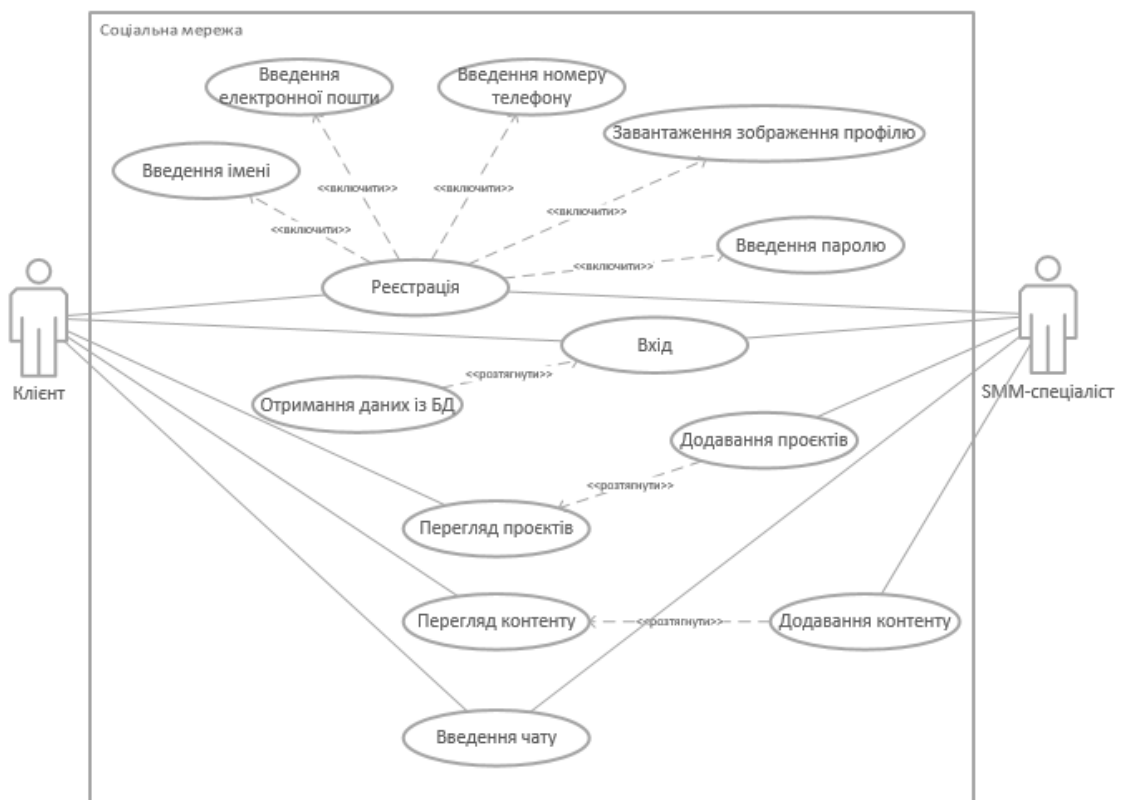 Соціальна мережа
Введення
електронної пошти
Введення номеру
телефону
Завантаження зображення профілю
Введення імені
<<включити>>
<<включити>>
<<включити>>
<<включити>>
Введення паролю
<<включити>>
Реєстрація
Вхід
<<розтягнути>>
Клієнт
SMM-спеціаліст
Отримання даних із БД
Додавання проєктів
<<розтягнути>>
Перегляд проєктів
Перегляд контенту
<<розтягнути>>
Додавання контенту
Введення чату